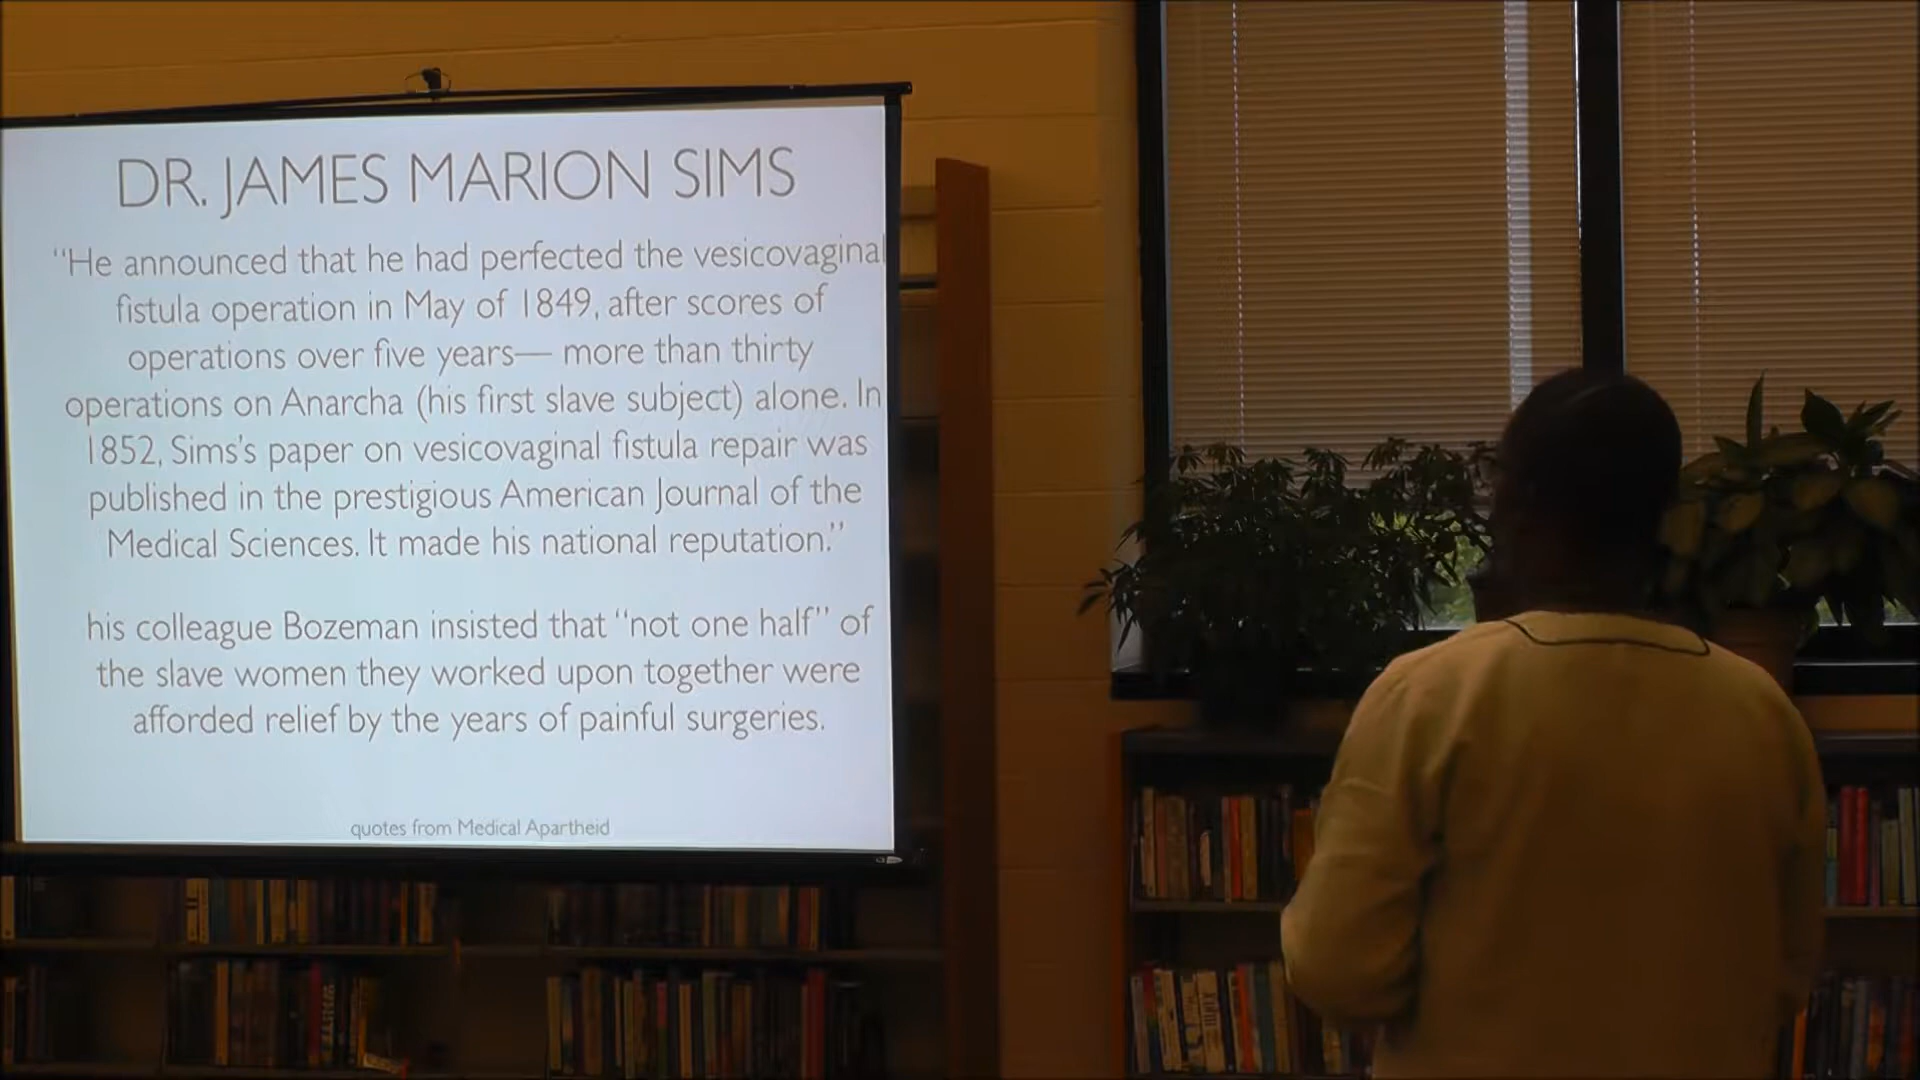 DR. JAMES MARION SIMS
“He announced that he had perfected the vesicovaginal
fistula operation in May of 1849, after scores of
operations over five years— more than thirty
operations on Anarcha (his first slave subject) alone. In
1852, Sims’s paper on vesicovaginal fistula repair was
published in the prestigious American Journal of the
Medical Sciences. It made his national reputation.”
his colleague Bozeman insisted that “not one half” of
the slave women they worked upon together were
afforded relief by the years of painful surgeries.
quotes from Medical Apartheid